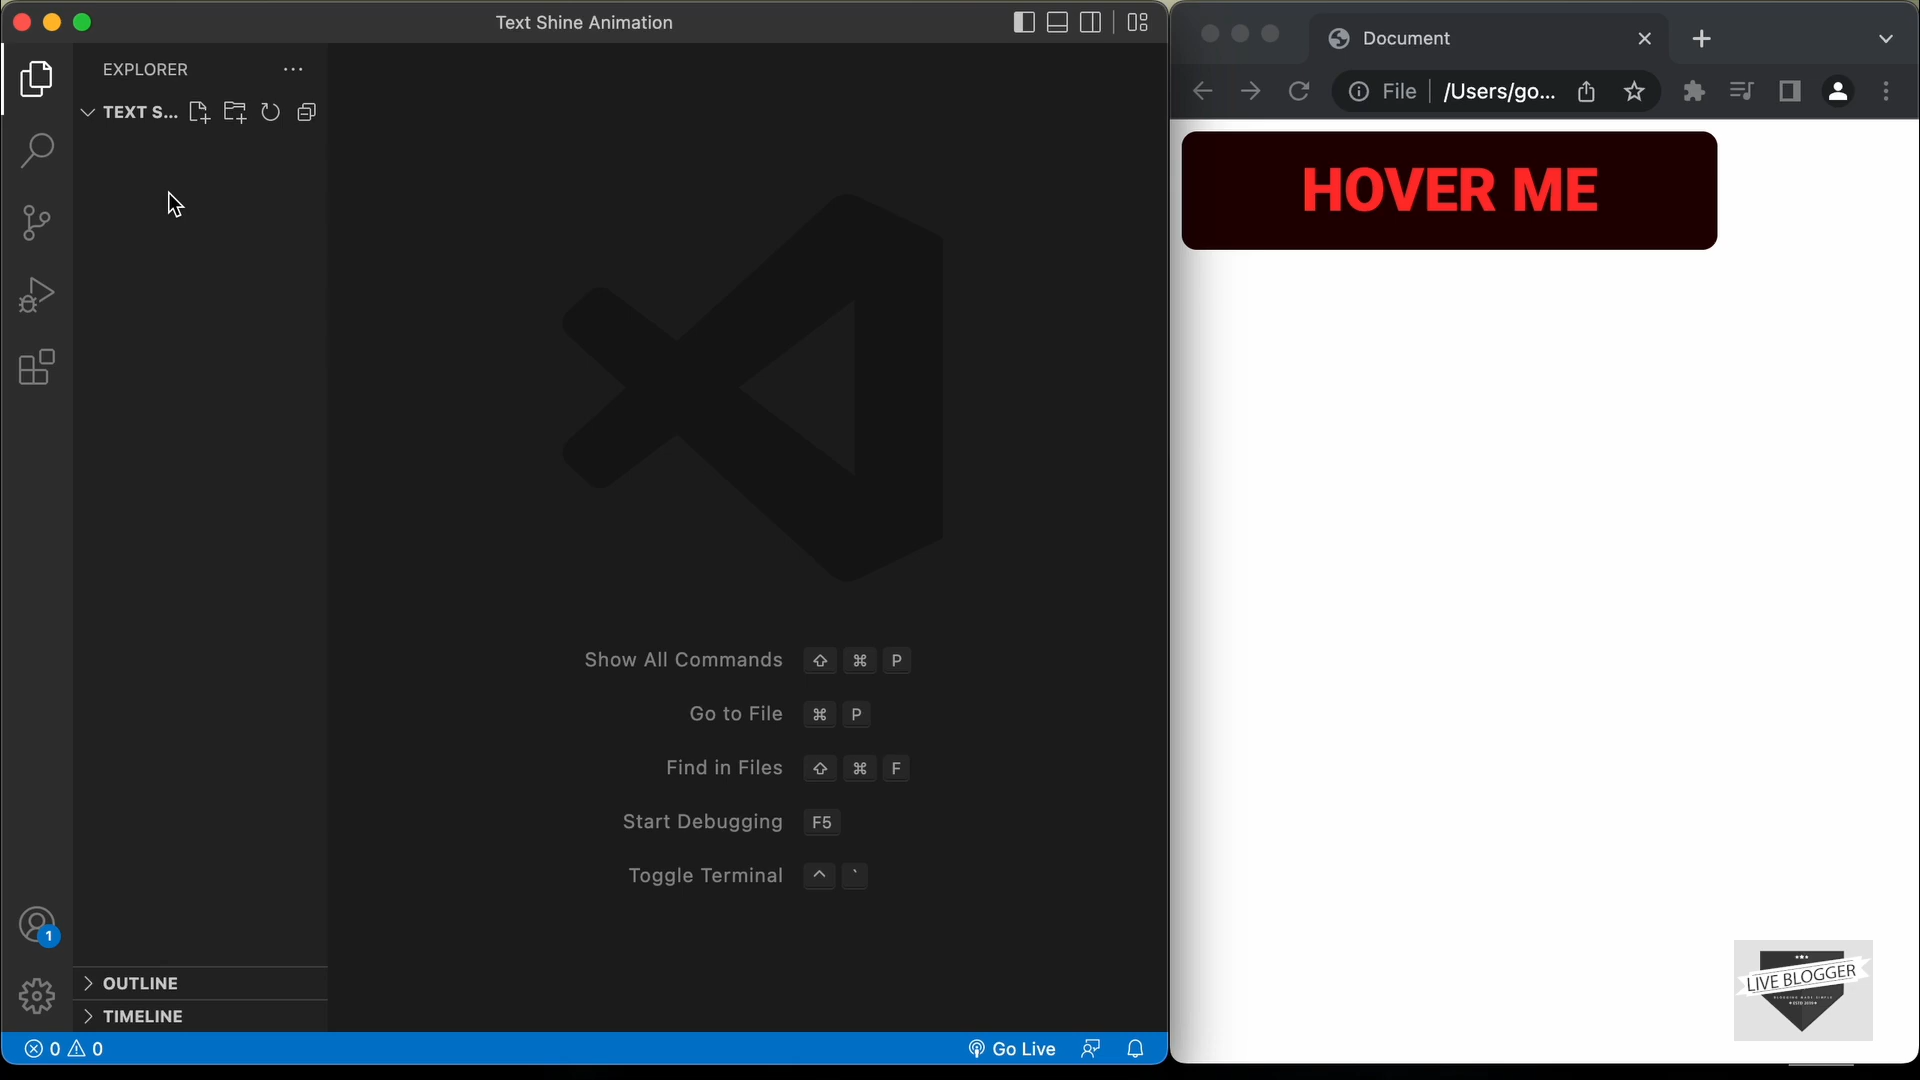 Text Shine Animation
EXPLORER
TEXT S...
Show All Commands ⇧ ⌘ P
Go to File ⌘ P
Find in Files ⇧ ⌘ F
Start Debugging F5
Toggle Terminal ^ `
1
OUTLINE
TIMELINE
0 0
Go Live
Document
File /Users/go...
HOVER ME
LIVE BLOGGER